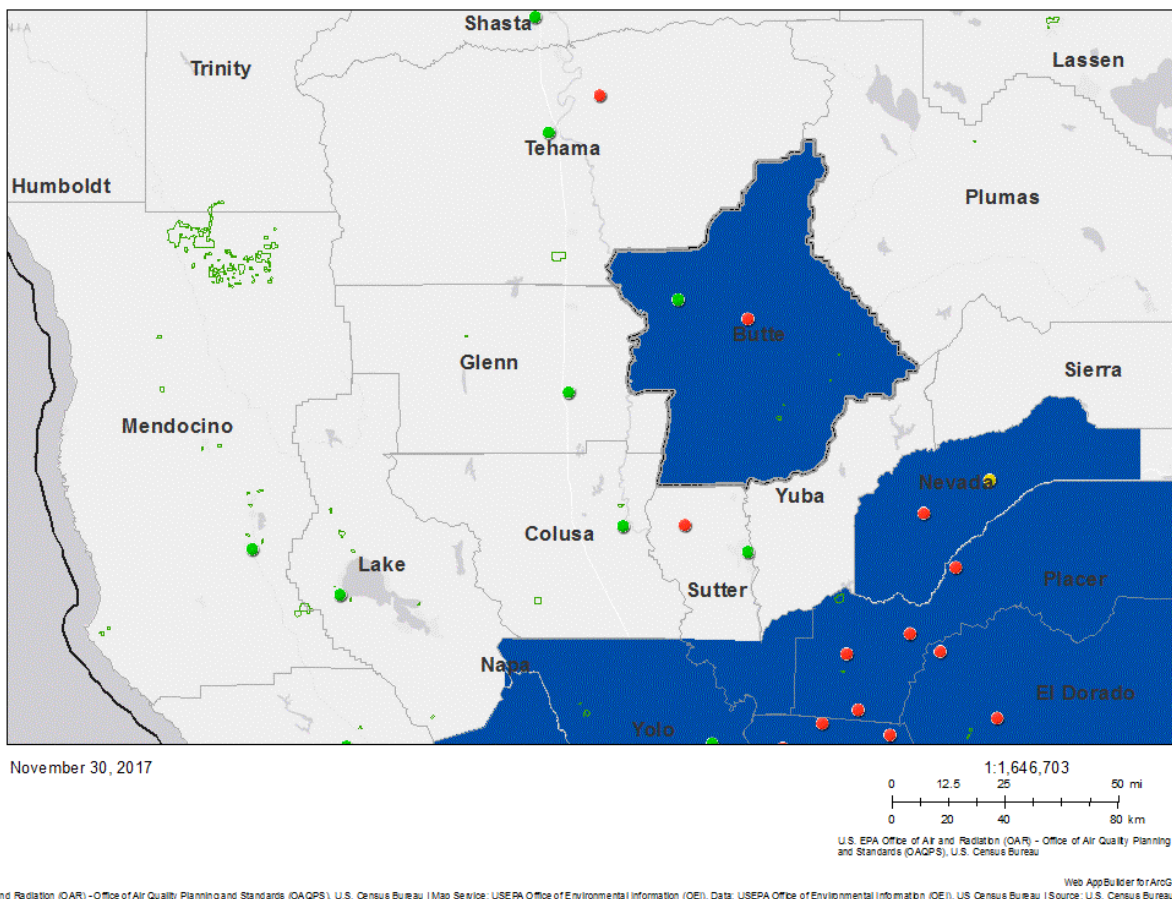 Shasta
Lassen
Trinity
Tehama
Humboldt
Plumas
Butte
Glenn
Sierra
Mendocino
Nevada
Yuba
Colusa
Lake
Placer
Sutter
Napa
El Dorado
Yolo
November 30, 2017
1:1,646,703
0 12.5 25 50 mi
0 20 40 80 km
U.S. EPA Office of Air and Radiation (OAR) - Office of Air Quality Planning
and Standards (OAQPS), U.S. Census Bureau
Web AppBuilder for ArcG
nd Radiation (OAR) - Office of Air Quality Planning and Standards (OAQPS), U.S. Census Bureau | Map Service: USEPA Office of Environmental Information (OEI), Data: USEPA Office of Environmental Information (OEI), US Census Bureau | Source: U.S. Census Bureau